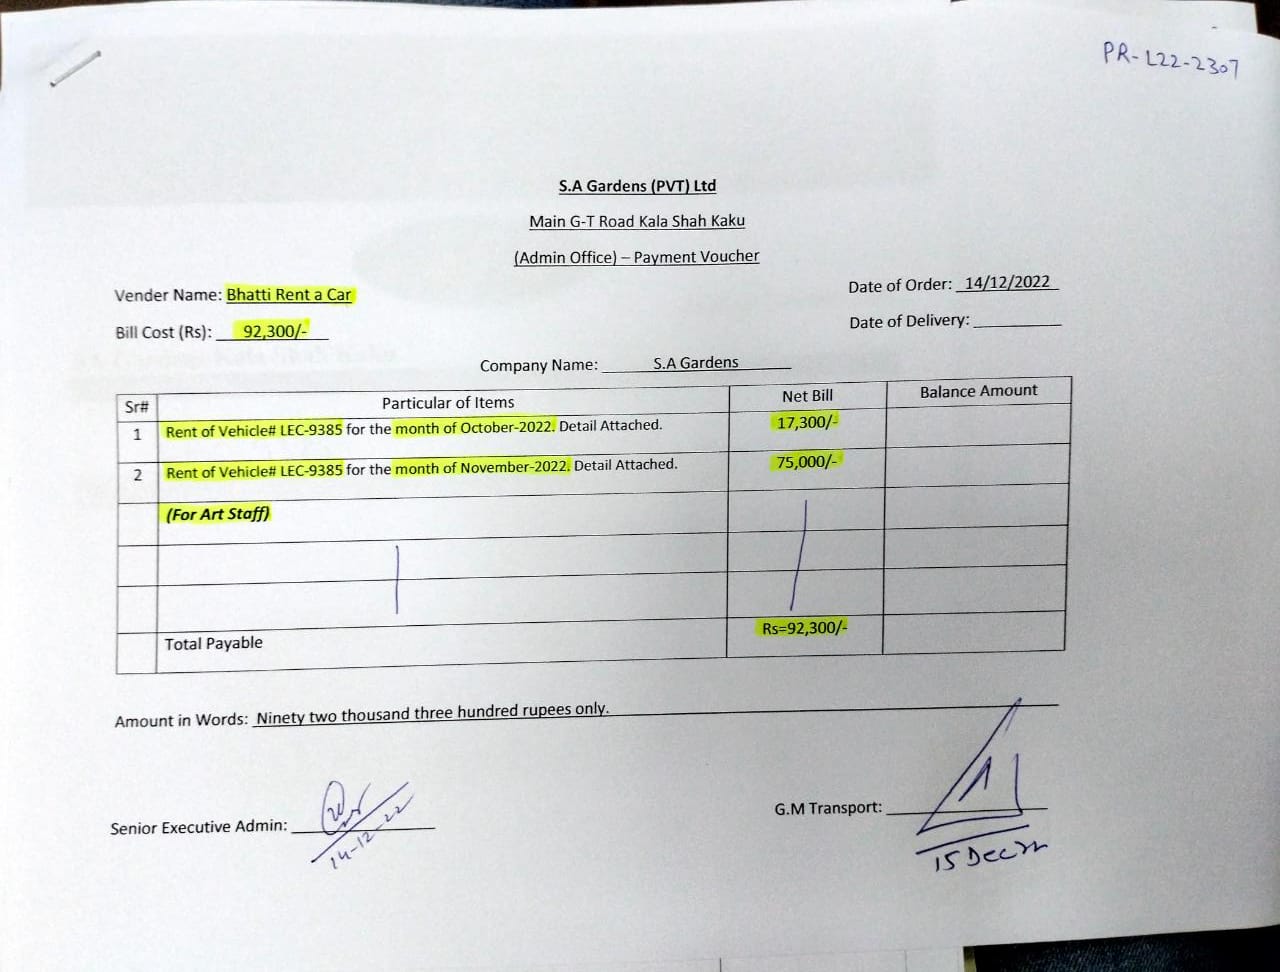 PR-L22-2307
S.A Gardens (PVT) Ltd
Main G-T Road Kala Shah Kaku
(Admin Office) – Payment Voucher
Vender Name: Bhatti Rent a Car
Date of Order: 14/12/2022
Bill Cost (Rs): 92,300/-
Date of Delivery:
Company Name: S.A Gardens
Sr# Particular of Items Net Bill Balance Amount
1 Rent of Vehicle# LEC-9385 for the month of October-2022. Detail Attached. 17,300/-
2 Rent of Vehicle# LEC-9385 for the month of November-2022. Detail Attached. 75,000/-
(For Art Staff)
Total Payable Rs=92,300/-
Amount in Words: Ninety two thousand three hundred rupees only.
Senior Executive Admin:
14-12-22
G.M Transport:
15 Dec 22